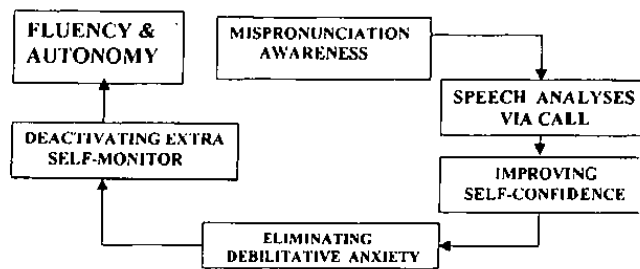 FLUENCY &
AUTONOMY
MISPRONUNCIATION
AWARENESS
SPEECH ANALYSES
VIA CALL
DEACTIVATING EXTRA
SELF-MONITOR
IMPROVING
SELF-CONFIDENCE
ELIMINATING
DEBILITATIVE ANXIETY